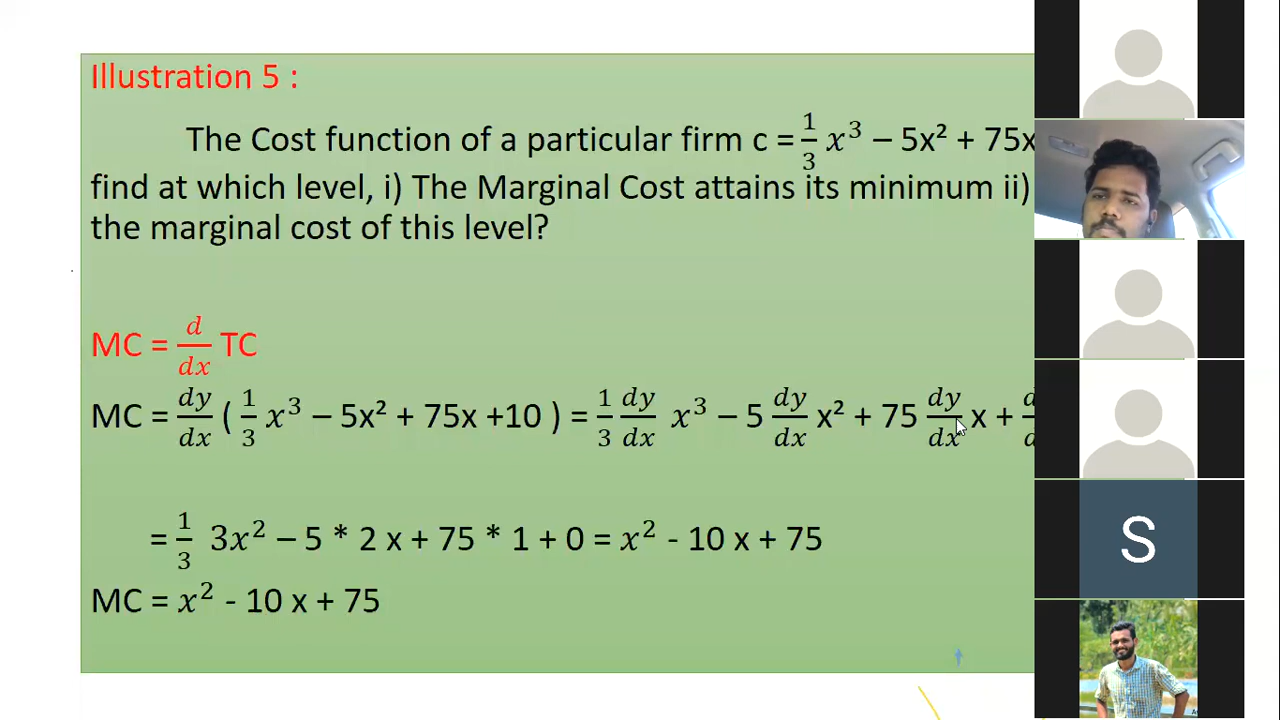 Illustration 5 :
The Cost function of a particular firm c = 1/3 x³ – 5x² + 75x
find at which level, i) The Marginal Cost attains its minimum ii)
the marginal cost of this level?
MC = d/dx TC
MC = dy/dx ( 1/3 x³ – 5x² + 75x +10 ) = 1/3 dy/dx x³ – 5 dy/dx x² + 75 dy/dx x +
= 1/3 3x² – 5 * 2 x + 75 * 1 + 0 = x² - 10 x + 75
MC = x² - 10 x + 75
S